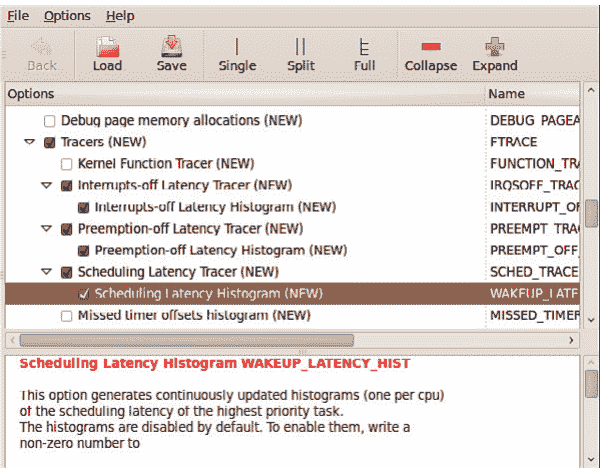 File Options Help
Back Load Save Single Split Full Collapse Expand
Options Name
Debug page memory allocations (NEW) DEBUG_PAGEA
Tracers (NEW) FTRACE
Kernel Function Tracer (NEW) FUNCTION_TRA
Interrupts-off Latency Tracer (NEW) IRQSOFF_TRAC
Interrupts-off Latency Histogram (NEW) INTERRUPT_OF
Preemption-off Latency Tracer (NEW) PREEMPT_TRAC
Preemption-off Latency Histogram (NEW) PREEMPT_OFF_
Scheduling Latency Tracer (NEW) SCHED_TRACE
Scheduling Latency Histogram (NEW) WAKEUP_LATE
Missed timer offsets histogram (NEW) MISSED_TIMER
Scheduling Latency Histogram WAKEUP_LATENCY_HIST
This option generates continuously updated histograms (one per cpu)
of the scheduling latency of the highest priority task.
The histograms are disabled by default. To enable them, write a
non-zero number to